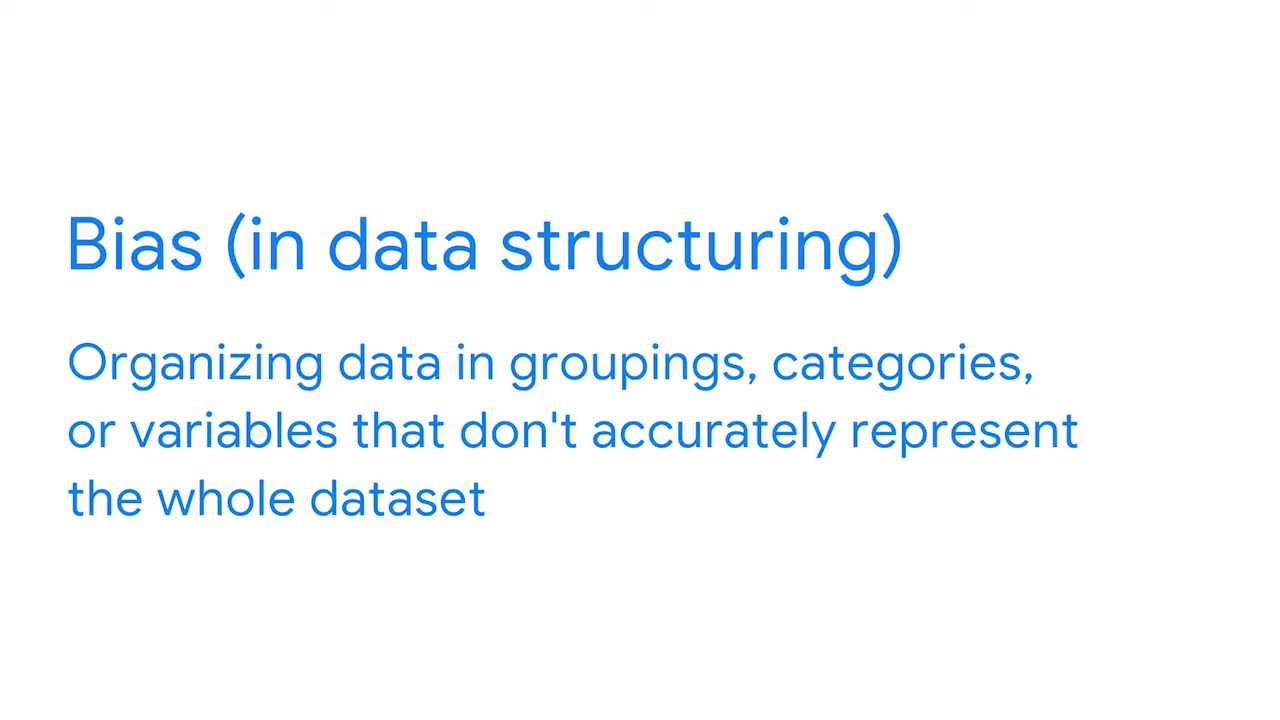 Bias (in data structuring)
Organizing data in groupings, categories,
or variables that don't accurately represent
the whole dataset